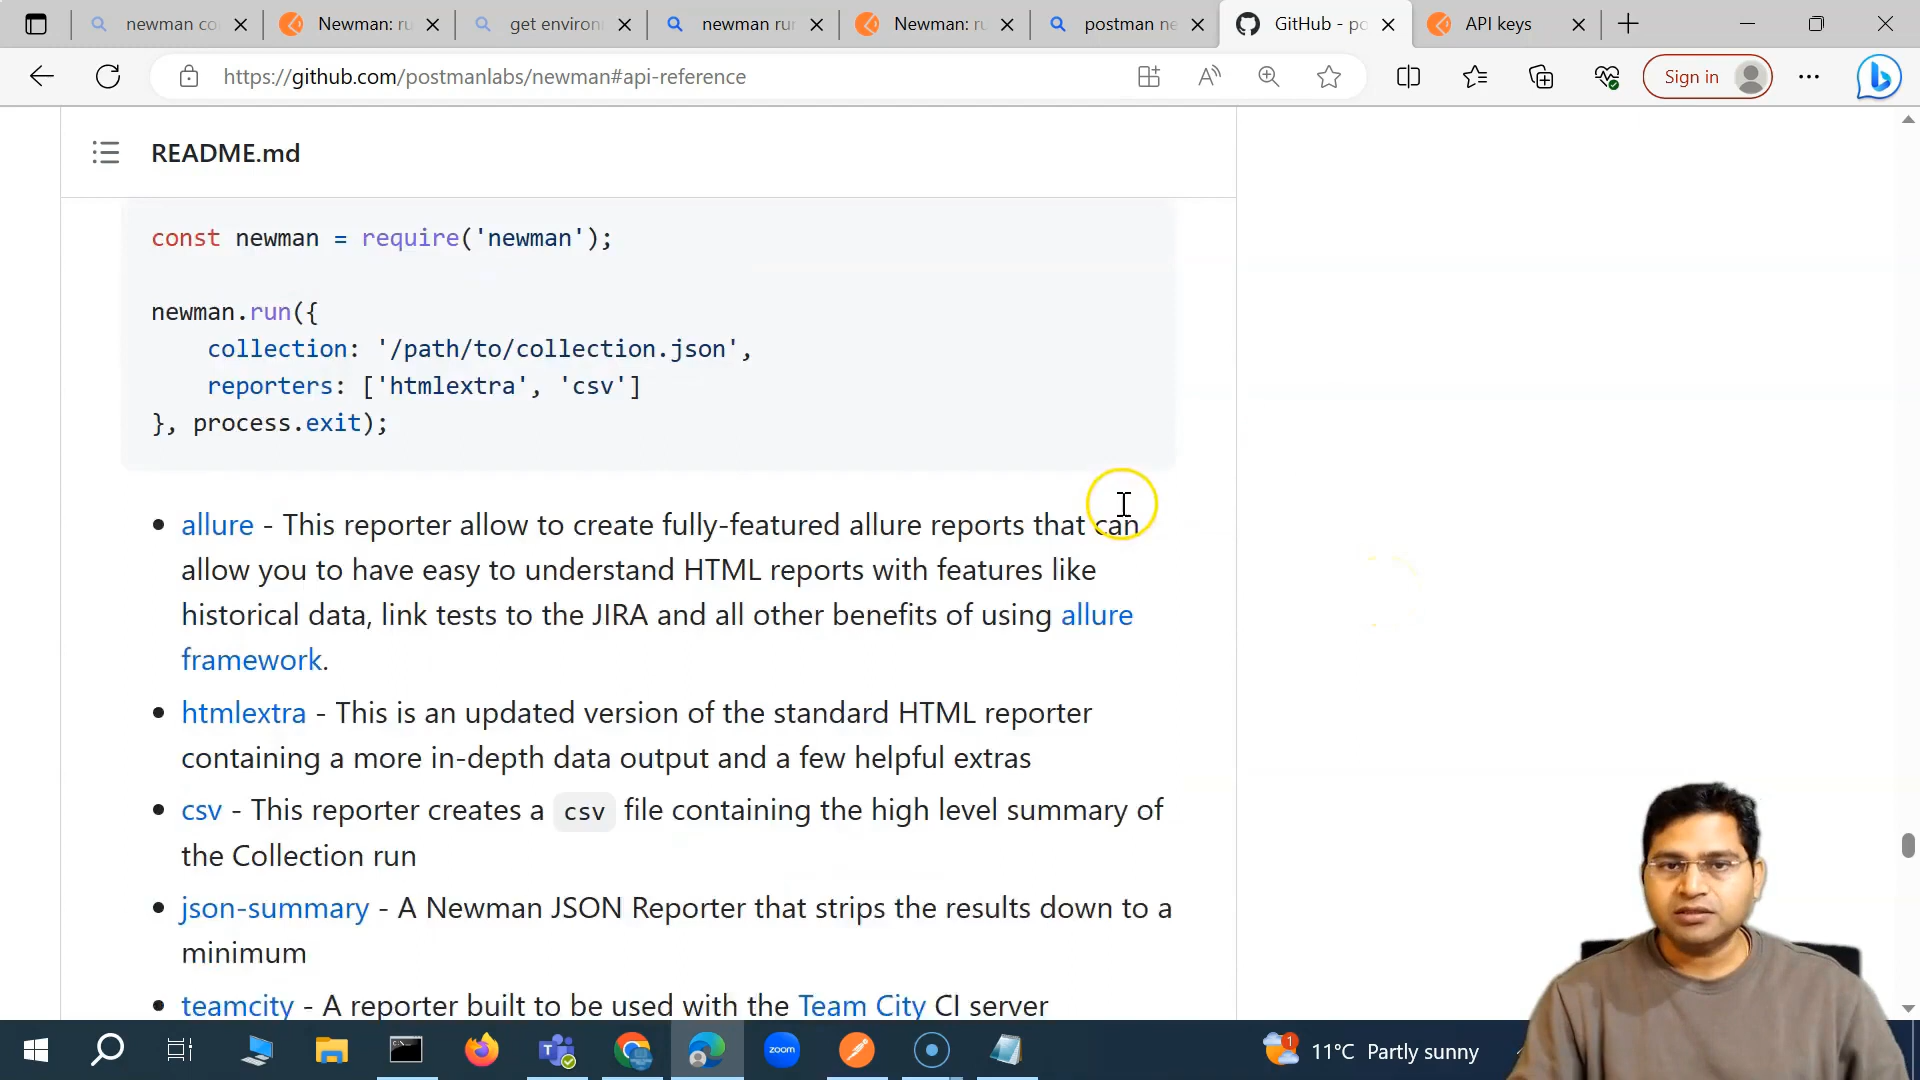 newman co
Newman: ru
get environ
newman run
Newman: ru
postman ne
GitHub - po
API keys
https://github.com/postmanlabs/newman#api-reference
Sign in
README.md
const newman = require('newman');
newman.run({
collection: '/path/to/collection.json',
reporters: ['htmlextra', 'csv']
}, process.exit);
allure - This reporter allow to create fully-featured allure reports that can
allow you to have easy to understand HTML reports with features like
historical data, link tests to the JIRA and all other benefits of using allure
framework.
htmlextra - This is an updated version of the standard HTML reporter
containing a more in-depth data output and a few helpful extras
csv - This reporter creates a csv file containing the high level summary of
the Collection run
json-summary - A Newman JSON Reporter that strips the results down to a
minimum
teamcity - A reporter built to be used with the Team City CI server
zoom
1
11°C Partly sunny